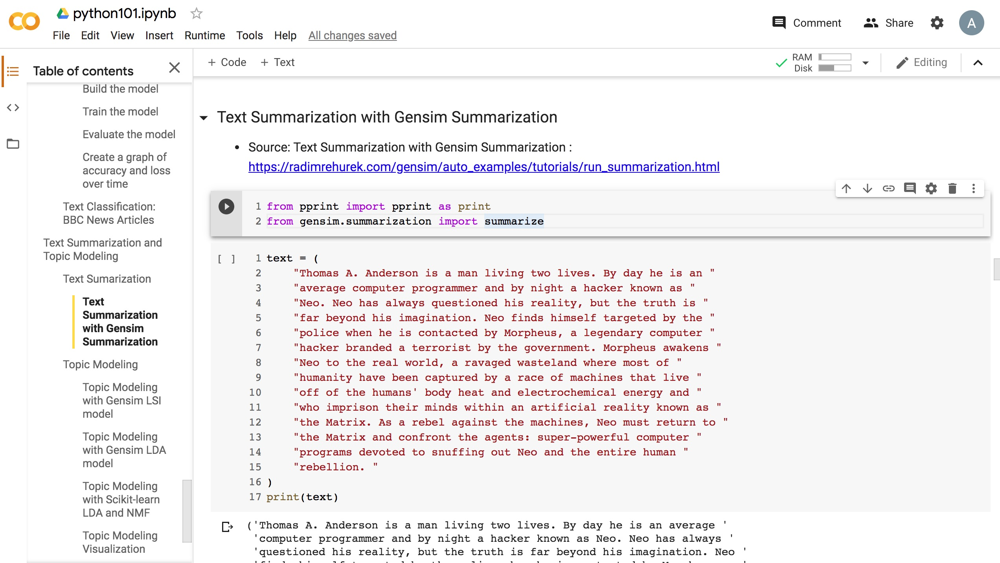 python101.ipynb
File Edit View Insert Runtime Tools Help All changes saved
Comment Share A
Table of contents
Build the model
Train the model
Evaluate the model
Create a graph of
accuracy and loss
over time
Text Classification:
BBC News Articles
Text Summarization and
Topic Modeling
Text Sumarization
Text
Summarization
with Gensim
Summarization
Topic Modeling
Topic Modeling
with Gensim LSI
model
Topic Modeling
with Gensim LDA
model
Topic Modeling
with Scikit-learn
LDA and NMF
Topic Modeling
Visualization
+ Code + Text
RAM
Disk
Editing
Text Summarization with Gensim Summarization
• Source: Text Summarization with Gensim Summarization :
https://radimrehurek.com/gensim/auto_examples/tutorials/run_summarization.html
1 from pprint import pprint as print
2 from gensim.summarization import summarize
[ ] 1 text = (
2 "Thomas A. Anderson is a man living two lives. By day he is an "
3 "average computer programmer and by night a hacker known as "
4 "Neo. Neo has always questioned his reality, but the truth is "
5 "far beyond his imagination. Neo finds himself targeted by the "
6 "police when he is contacted by Morpheus, a legendary computer "
7 "hacker branded a terrorist by the government. Morpheus awakens "
8 "Neo to the real world, a ravaged wasteland where most of "
9 "humanity have been captured by a race of machines that live "
10 "off of the humans' body heat and electrochemical energy and "
11 "who imprison their minds within an artificial reality known as "
12 "the Matrix. As a rebel against the machines, Neo must return to "
13 "the Matrix and confront the agents: super-powerful computer "
14 "programs devoted to snuffing out Neo and the entire human "
15 "rebellion. "
16 )
17 print(text)
('Thomas A. Anderson is a man living two lives. By day he is an average '
'computer programmer and by night a hacker known as Neo. Neo has always '
'questioned his reality, but the truth is far beyond his imagination. Neo '